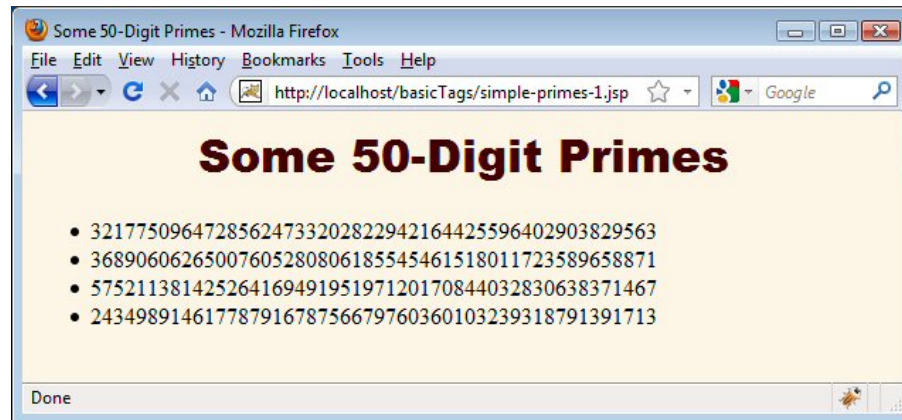 Some 50-Digit Primes - Mozilla Firefox
File Edit View History Bookmarks Tools Help
http://localhost/basicTags/simple-primes-1.jsp Google
Some 50-Digit Primes
• 32177509647285624733202822942164425596402903829563
• 36890606265007605280806185545461518011723589658871
• 57521138142526416949195197120170844032830638371467
• 24349891461778791678756679760360103239318791391713
Done